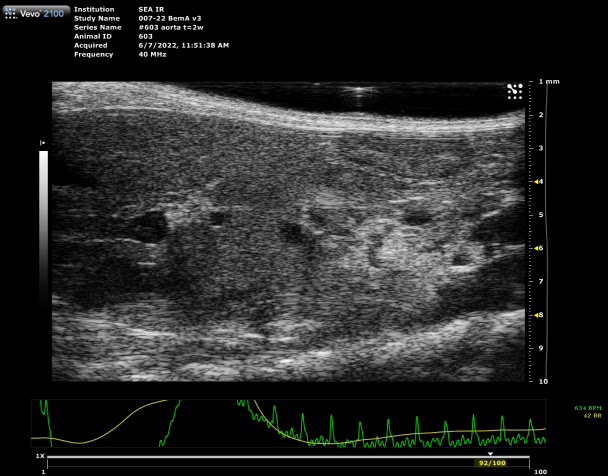 Vevo 2100
Institution SEA IR
Study Name 007-22 BemA v3
Series Name #603 aorta t=2w
Animal ID 603
Acquired 6/7/2022, 11:51:38 AM
Frequency 40 MHz
1 mm
2
3
4
5
6
7
8
9
10
634 BPM
42 RR
1X
92/100
1
100